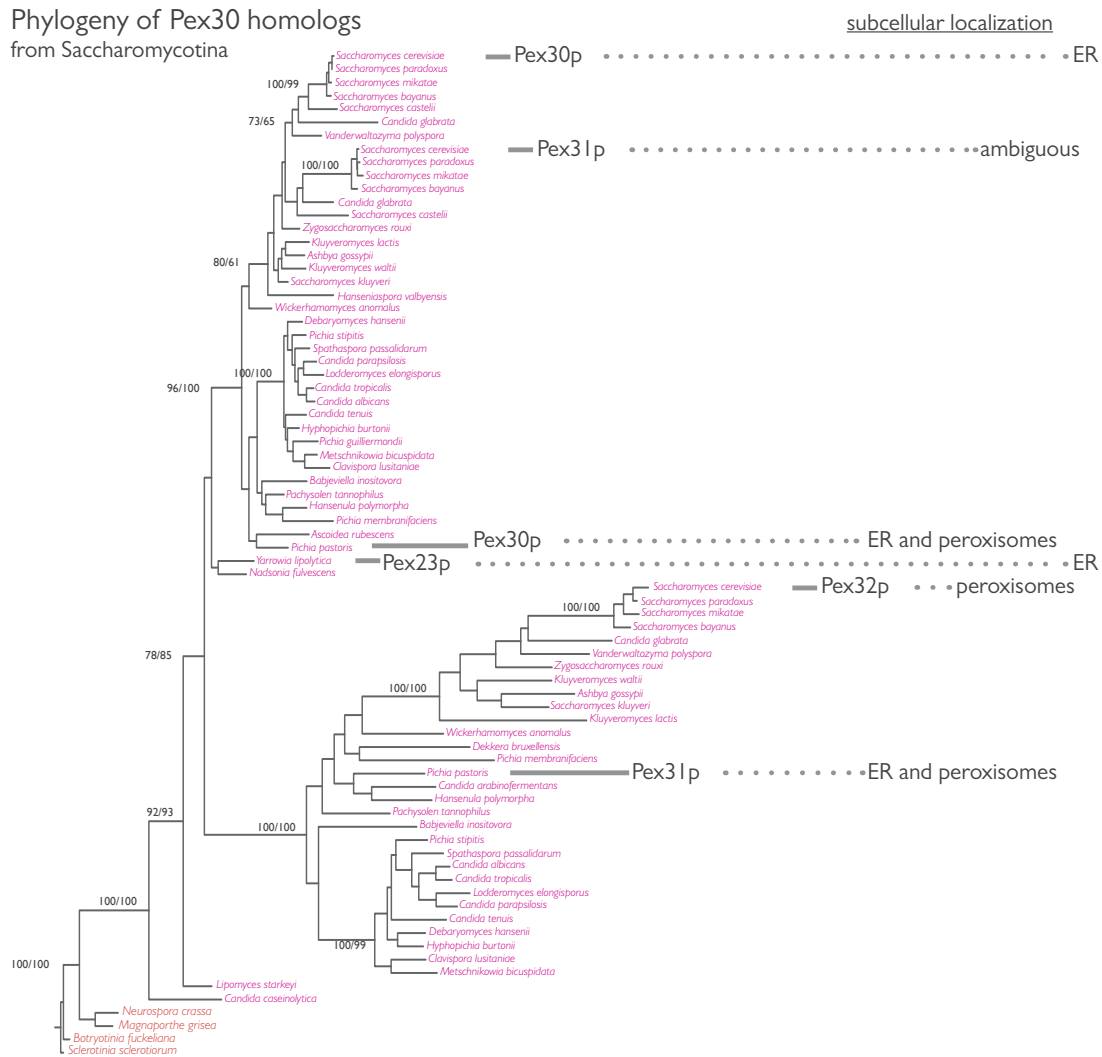 Phylogeny of Pex30 homologs
from Saccharomycotina
subcellular localization
Saccharomyces cerevisiae Pex30p ER
Saccharomyces paradoxus
100/99 Saccharomyces mikatae
Saccharomyces bayanus
Saccharomyces castelii
73/65 Candida glabrata
Vanderwaltozyma polyspora
Saccharomyces cerevisiae Pex31p ambiguous
100/100 Saccharomyces paradoxus
Saccharomyces mikatae
Saccharomyces bayanus
Candida glabrata
Saccharomyces castelii
Zygosaccharomyces rouxi
Kluyveromyces lactis
Ashbya gossypii
80/61 Kluyveromyces waltii
Saccharomyces kluyveri
Hanseniaspora valbyensis
Wickerhamomyces anomalus
Debaryomyces hansenii
Pichia stipitis
Spathaspora passalidarum
Candida parapsilosis
100/100 Lodderomyces elongisporus
96/100 Candida tropicalis
Candida albicans
Candida tenuis
Hyphopichia burtonii
Pichia guilliermondii
Metschnikowia bicuspidata
Clavispora lusitaniae
Babjeviella inositovora
Pachysolen tannophilus
Hansenula polymorpha
Pichia membranifaciens
Ascoidea rubescens
Pichia pastoris Pex30p ER and peroxisomes
Yarrowia lipolytica Pex23p ER
Nadsonia fulvescens
Saccharomyces cerevisiae Pex32p peroxisomes
100/100 Saccharomyces paradoxus
Saccharomyces mikatae
Saccharomyces bayanus
Candida glabrata
78/85 Vanderwaltozyma polyspora
Zygosaccharomyces rouxi
Kluyveromyces waltii
100/100 Ashbya gossypii
Saccharomyces kluyveri
Kluyveromyces lactis
Wickerhamomyces anomalus
Dekkera bruxellensis
Pichia membranifaciens
Pichia pastoris Pex31p ER and peroxisomes
Candida arabinofermentans
Hansenula polymorpha
92/93 Pachysolen tannophilus
100/100 Babjeviella inositovora
Pichia stipitis
Spathaspora passalidarum
Candida albicans
Candida tropicalis
Lodderomyces elongisporus
100/100 Candida parapsilosis
Candida tenuis
Debaryomyces hansenii
100/99 Hyphopichia burtonii
Clavispora lusitaniae
100/100 Metschnikowia bicuspidata
Lipomyces starkeyi
Candida caseinolytica
Neurospora crassa
Magnaporthe grisea
Botryotinia fuckeliana
Sclerotinia sclerotiorum